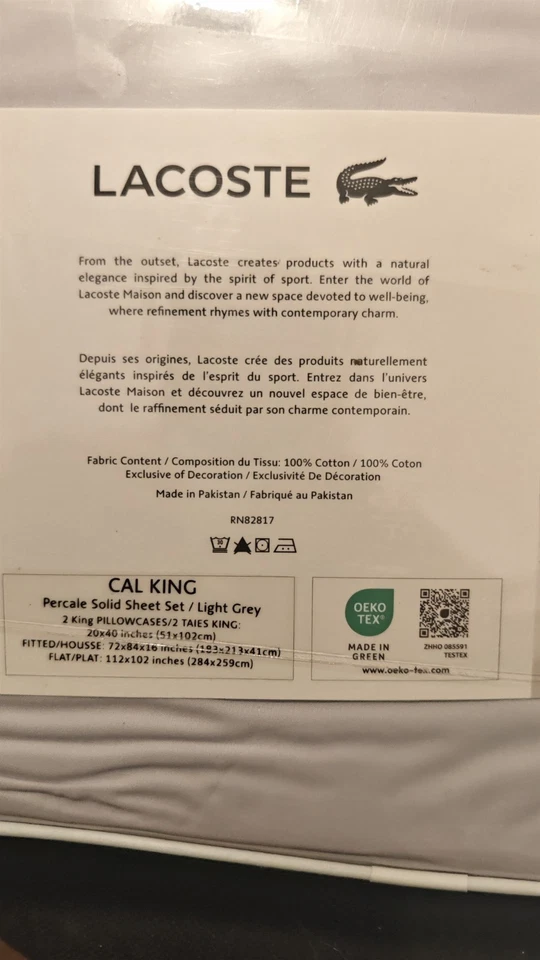 LACOSTE
From the outset, Lacoste creates products with a natural
elegance inspired by the spirit of sport. Enter the world of
Lacoste Maison and discover a new space devoted to well-being,
where refinement rhymes with contemporary charm.
Depuis ses origines, Lacoste crée des produits naturellement
élégants inspirés de l'esprit du sport. Entrez dans l'univers
Lacoste Maison et découvrez un nouvel espace de bien-être,
dont le raffinement séduit par son charme contemporain.
Fabric Content / Composition du Tissu: 100% Cotton / 100% Coton
Exclusive of Decoration / Exclusivité De Décoration
Made in Pakistan / Fabriqué au Pakistan
RN82817
30
CAL KING
Percale Solid Sheet Set / Light Grey
2 King PILLOWCASES/2 TAIES KING:
20x40 inches (51x102cm)
FITTED/HOUSSE: 72x84x16 inches (183x213x41cm)
FLAT/PLAT: 112x102 inches (284x259cm)
OEKO
TEX®
MADE IN
GREEN
ZHHO 085591
TESTEX
www.oeko-tex.com